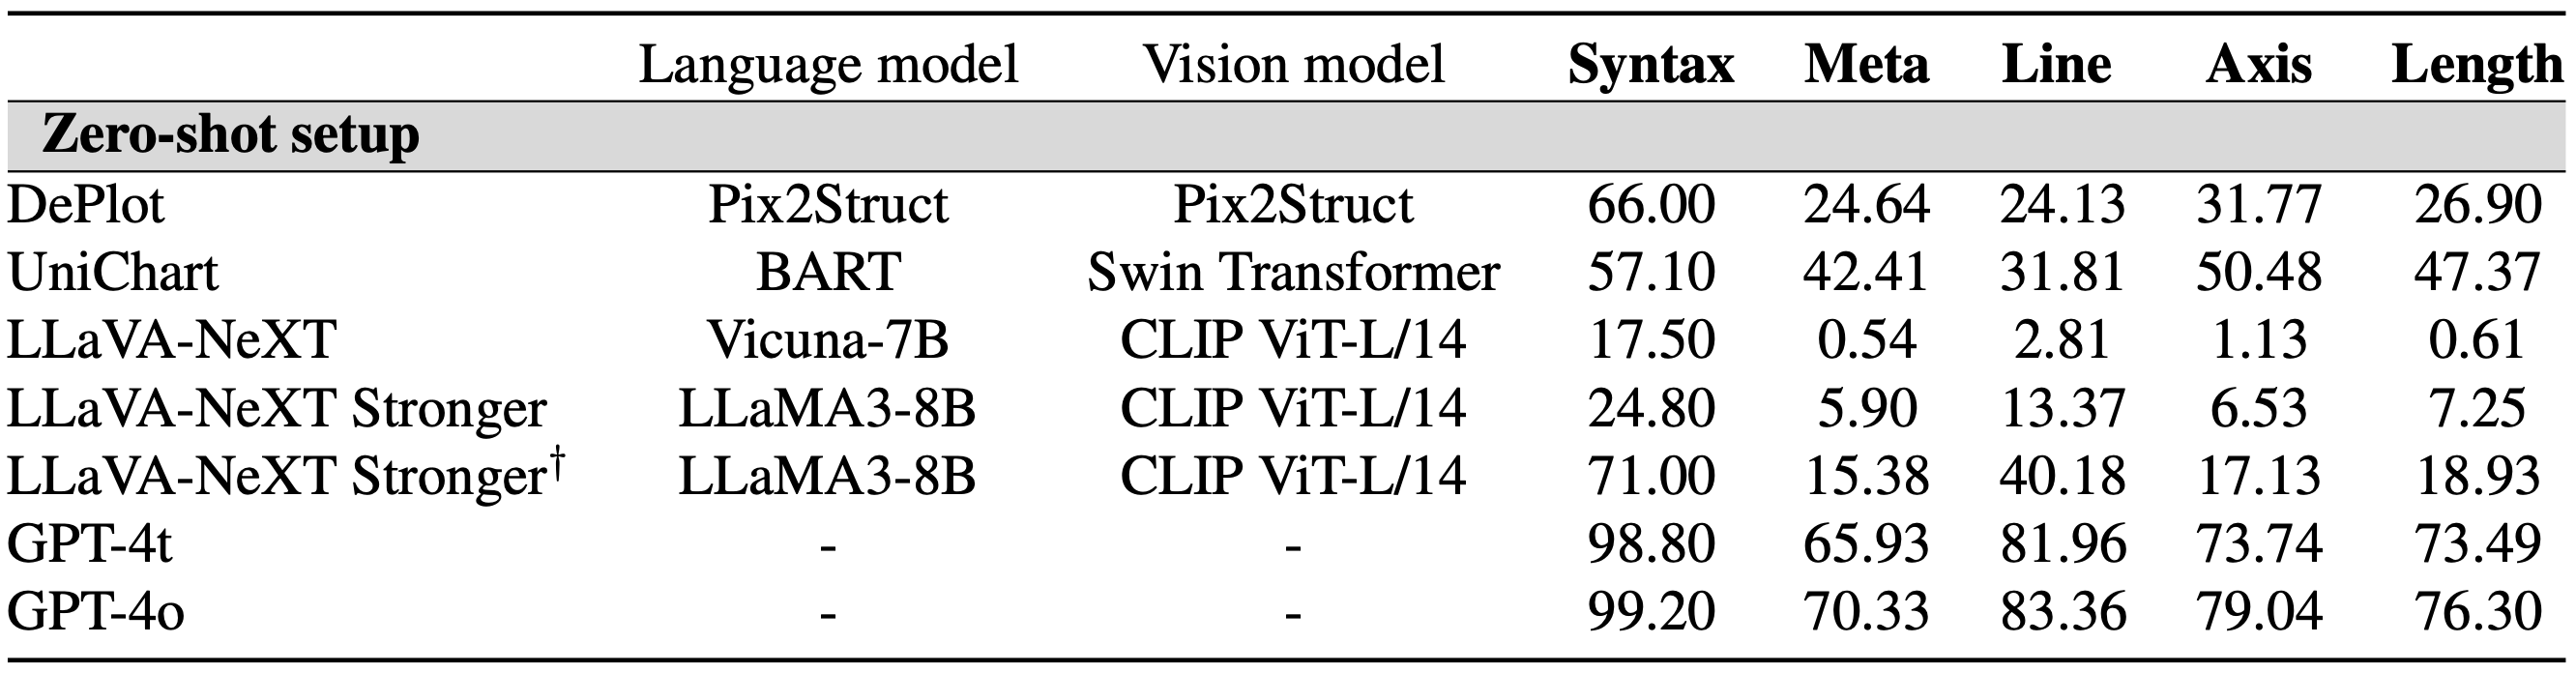 Language model Vision model Syntax Meta Line Axis Length
Zero-shot setup
DePlot Pix2Struct Pix2Struct 66.00 24.64 24.13 31.77 26.90
UniChart BART Swin Transformer 57.10 42.41 31.81 50.48 47.37
LLaVA-NeXT Vicuna-7B CLIP ViT-L/14 17.50 0.54 2.81 1.13 0.61
LLaVA-NeXT Stronger LLaMA3-8B CLIP ViT-L/14 24.80 5.90 13.37 6.53 7.25
LLaVA-NeXT Stronger† LLaMA3-8B CLIP ViT-L/14 71.00 15.38 40.18 17.13 18.93
GPT-4t - - 98.80 65.93 81.96 73.74 73.49
GPT-4o - - 99.20 70.33 83.36 79.04 76.30